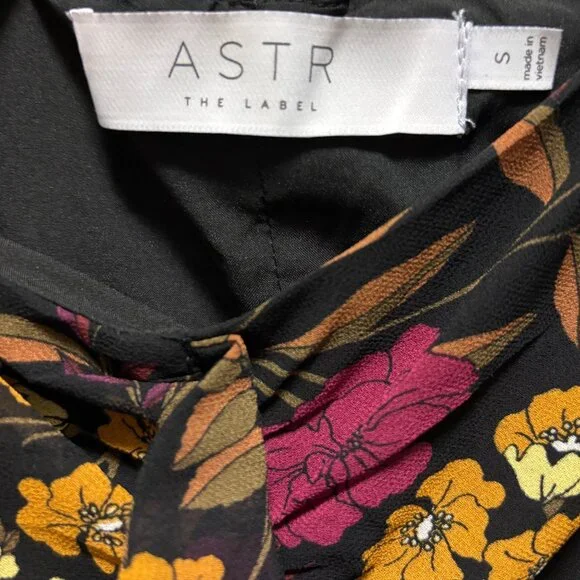 ASTR
THE LABEL
S
made in
vietnam